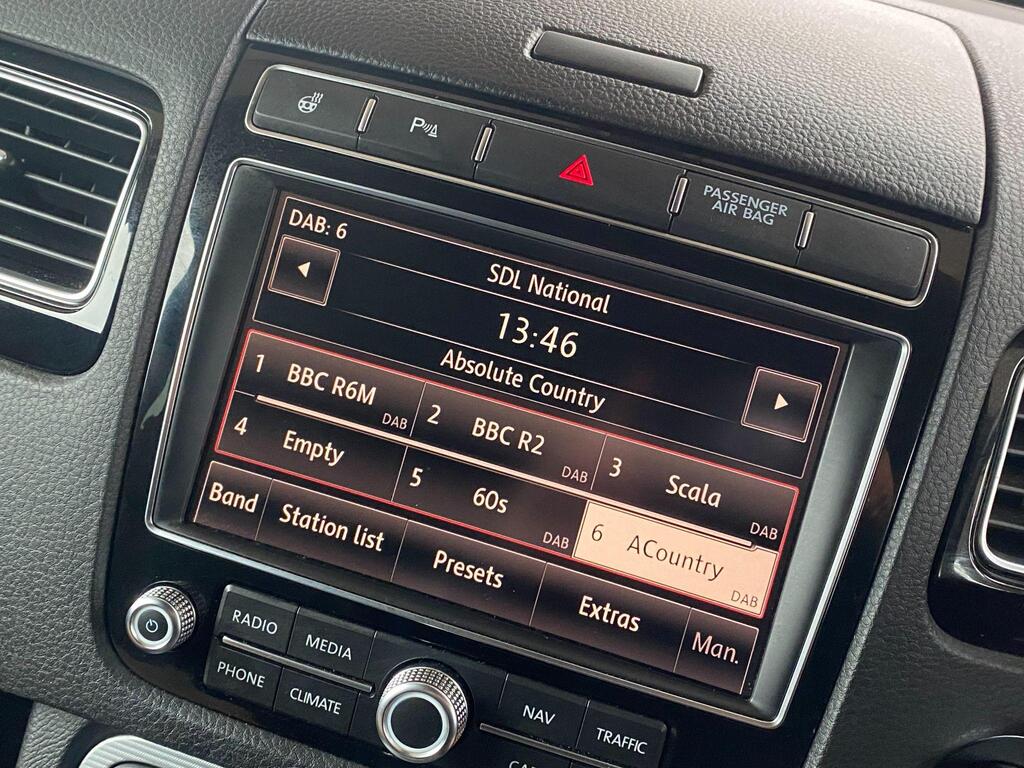 P
PASSENGER
AIR BAG
DAB: 6
SDL National
13:46
Absolute Country
1 BBC R6M DAB
2 BBC R2 DAB
3 Scala DAB
4 Empty
5 60s DAB
6 ACountry DAB
Band
Station list
Presets
Extras
Man.
RADIO
MEDIA
PHONE
CLIMATE
NAV
TRAFFIC